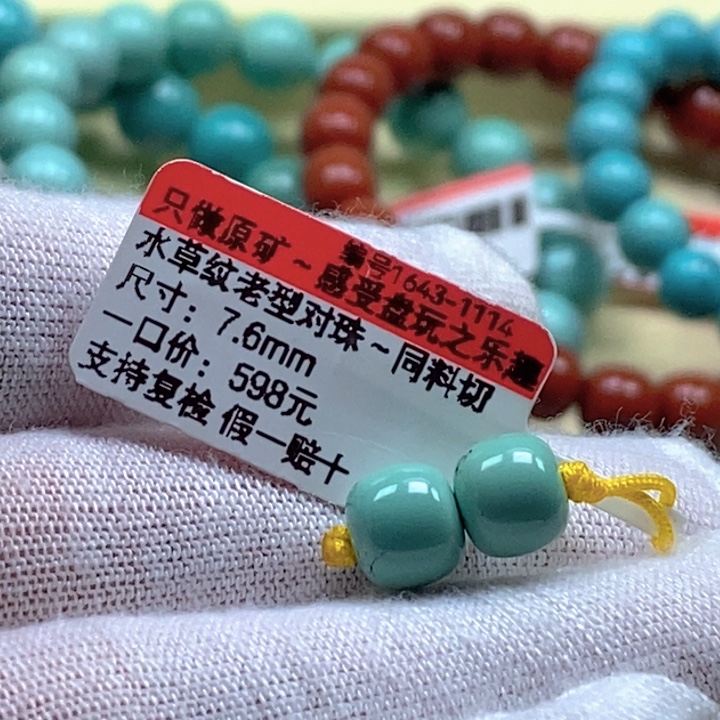 编号1643-1114
只做原矿~感受盘玩之乐趣
水草纹老型对珠~同料切
尺寸：7.6mm
一口价：598元
支持复检 假一赔十